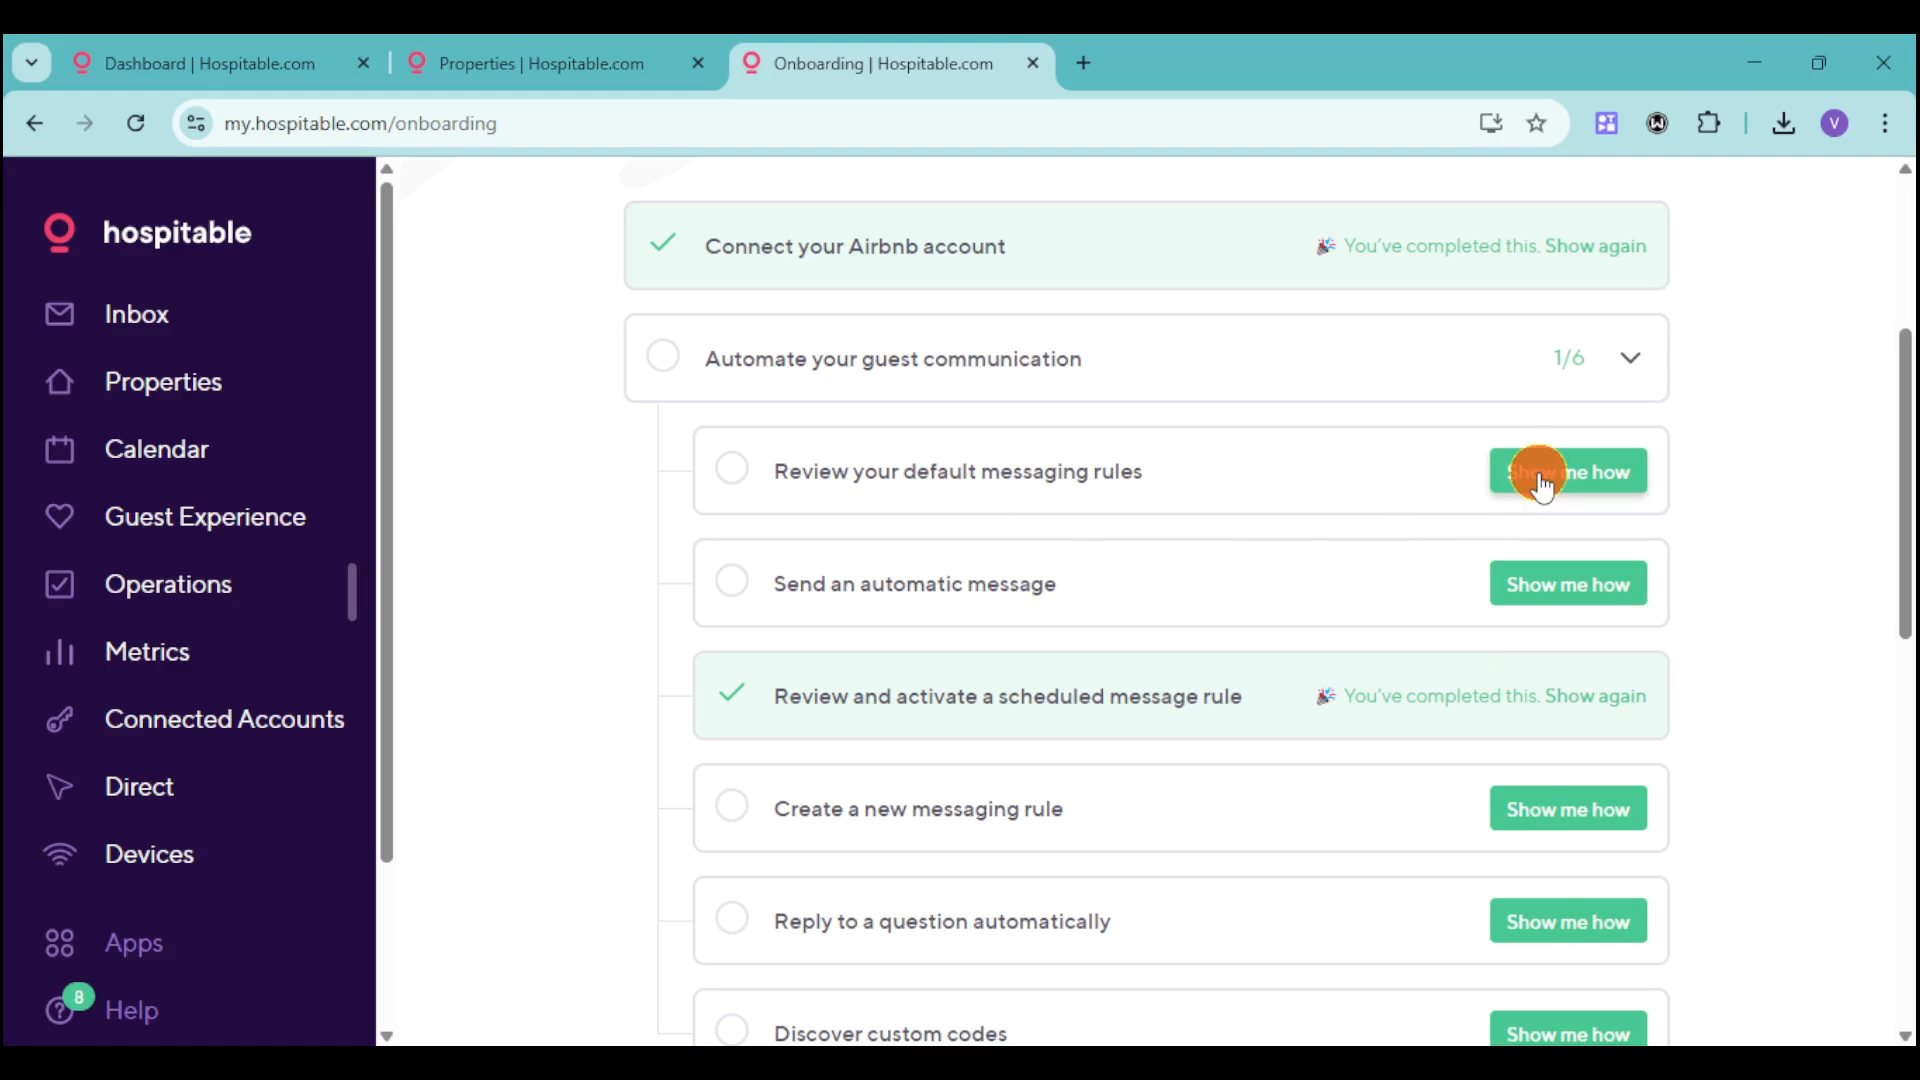 Dashboard | Hospitable.com
Properties | Hospitable.com
Onboarding | Hospitable.com
my.hospitable.com/onboarding
V
hospitable
Inbox
Properties
Calendar
Guest Experience
Operations
Metrics
Connected Accounts
Direct
Devices
Apps
8
Help
Connect your Airbnb account
You've completed this. Show again
Automate your guest communication
1/6
Review your default messaging rules
Show me how
Send an automatic message
Show me how
Review and activate a scheduled message rule
You've completed this. Show again
Create a new messaging rule
Show me how
Reply to a question automatically
Show me how
Discover custom codes
Show me how